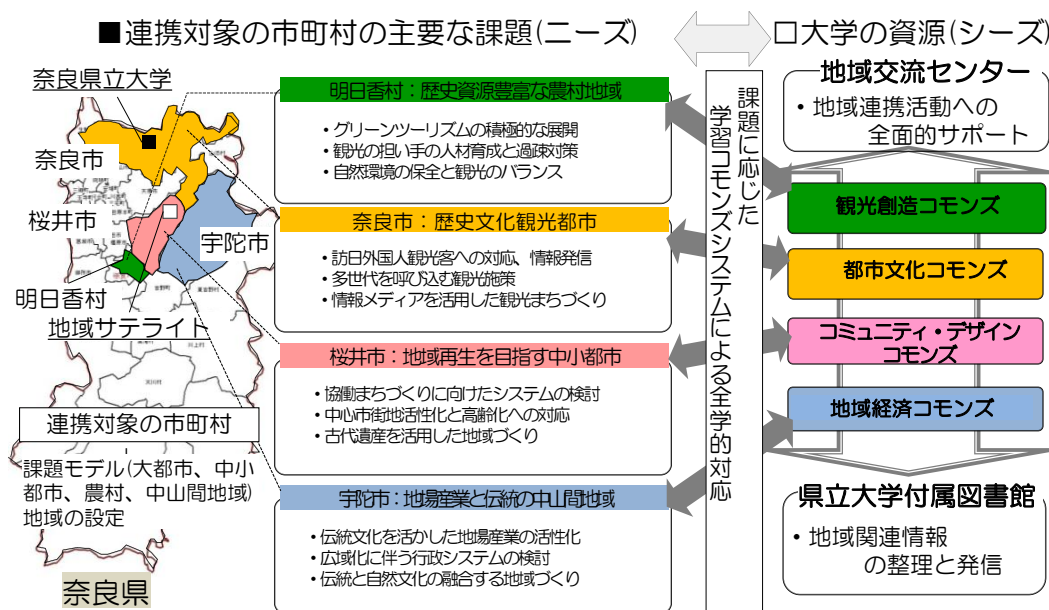 ■連携対象の市町村の主要な課題(ニーズ)
□大学の資源(シーズ)
奈良県立大学
奈良市
桜井市
宇陀市
明日香村
地域サテライト
連携対象の市町村
課題モデル(大都市、中小
都市、農村、中山間地域)
地域の設定
奈良県
明日香村：歴史資源豊富な農村地域
・グリーンツーリズムの積極的な展開
・観光の担い手の人材育成と過疎対策
・自然環境の保全と観光のバランス
奈良市：歴史文化観光都市
・訪日外国人観光客への対応、情報発信
・多世代を呼び込む観光施策
・情報メディアを活用した観光まちづくり
桜井市：地域再生を目指す中小都市
・協働まちづくりに向けたシステムの検討
・中心市街地活性化と高齢化への対応
・古代遺産を活用した地域づくり
宇陀市：地場産業と伝統の中山間地域
・伝統文化を活かした地場産業の活性化
・広域化に伴う行政システムの検討
・伝統と自然文化の融合する地域づくり
課題に応じた
学習コモンズシステムによる全学的対応
地域交流センター
・地域連携活動への
全面的サポート
観光創造コモンズ
都市文化コモンズ
コミュニティ・デザイン
コモンズ
地域経済コモンズ
県立大学付属図書館
・地域関連情報
の整理と発信